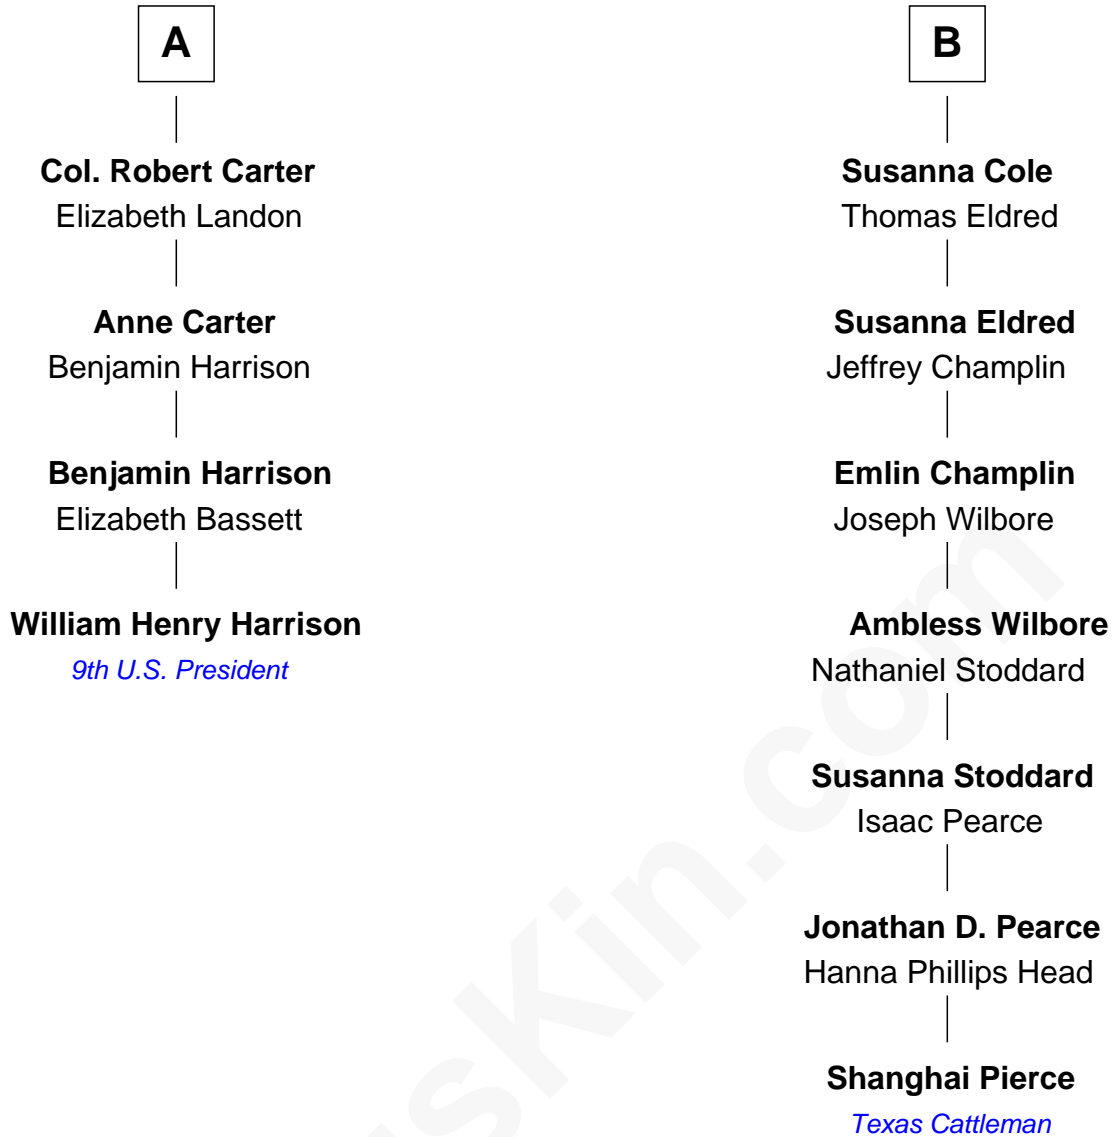 A
Col. Robert Carter
Elizabeth Landon
Anne Carter
Benjamin Harrison
Benjamin Harrison
Elizabeth Bassett
William Henry Harrison
9th U.S. President
B
Susanna Cole
Thomas Eldred
Susanna Eldred
Jeffrey Champlin
Emlin Champlin
Joseph Wilbore
Ambless Wilbore
Nathaniel Stoddard
Susanna Stoddard
Isaac Pearce
Jonathan D. Pearce
Hanna Phillips Head
Shanghai Pierce
Texas Cattleman